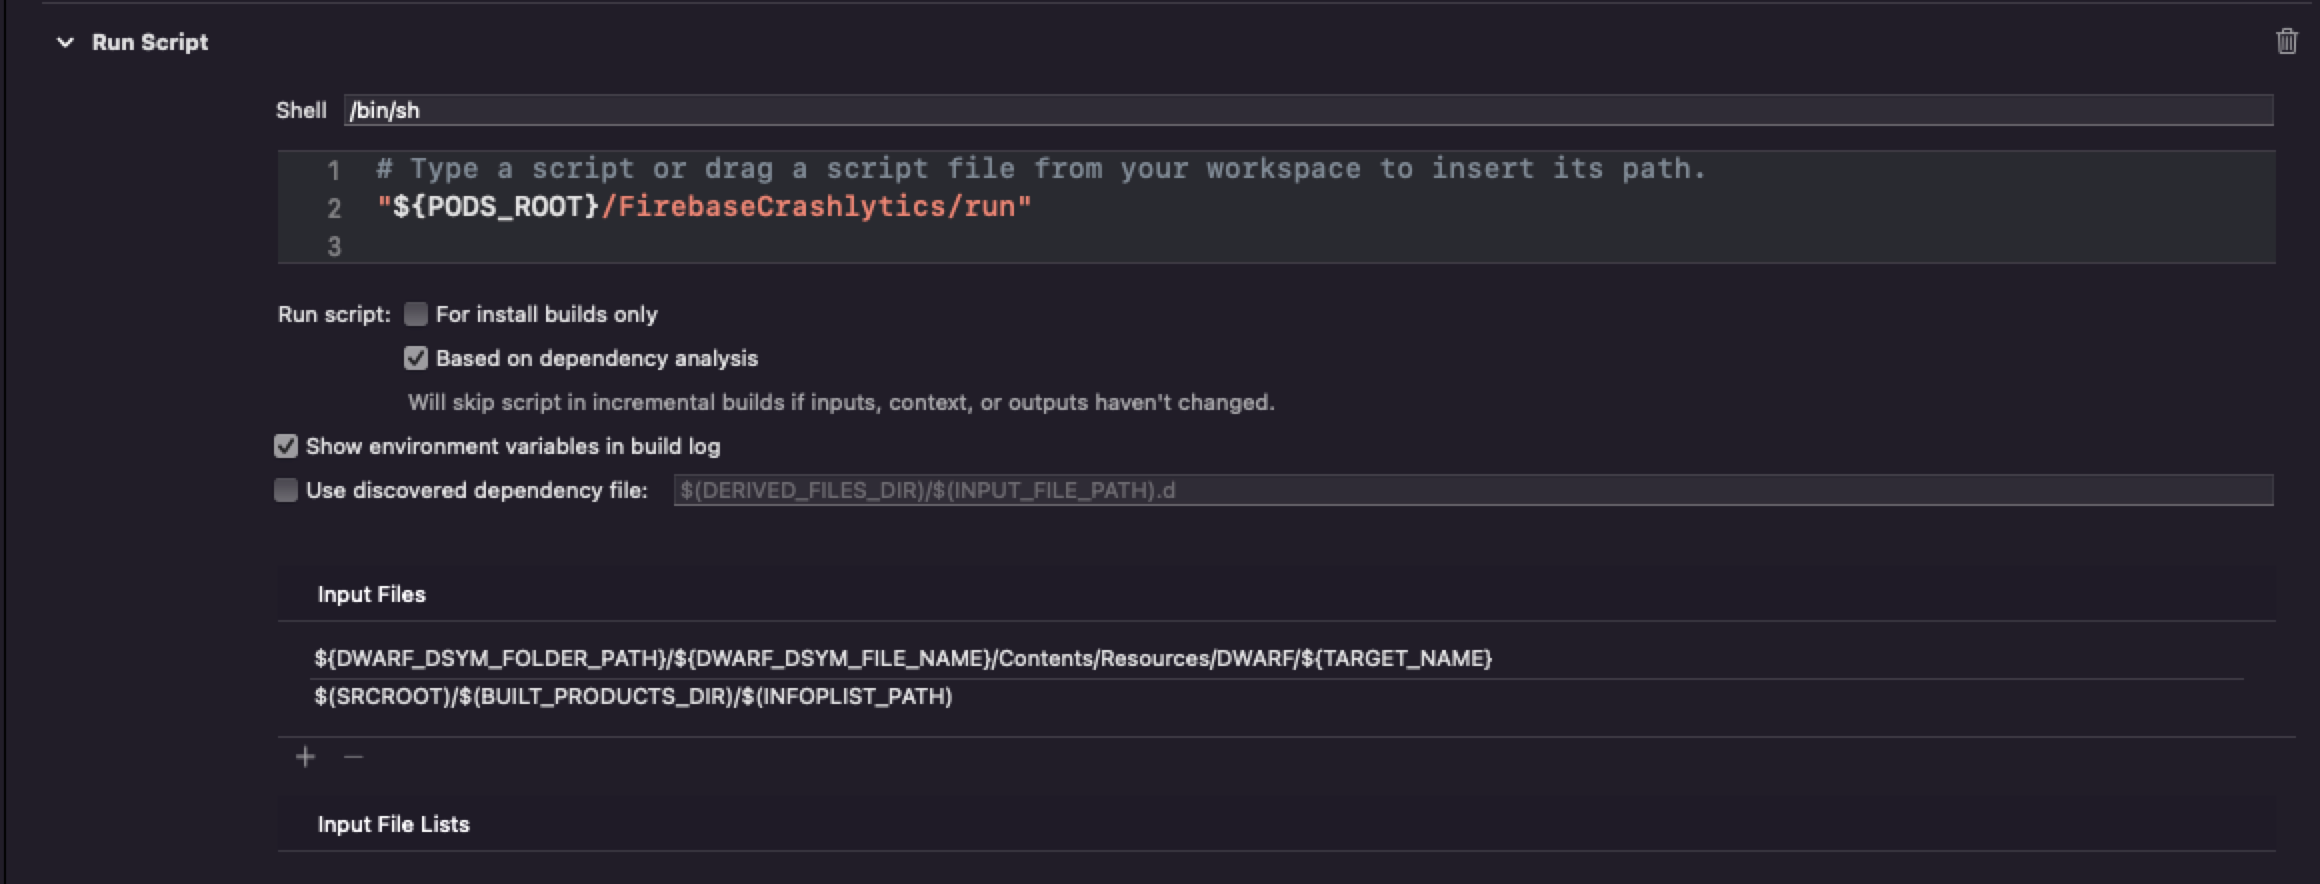 Run Script
Shell /bin/sh
1 # Type a script or drag a script file from your workspace to insert its path.
2 "${PODS_ROOT}/FirebaseCrashlytics/run"
3
Run script: For install builds only
Based on dependency analysis
Will skip script in incremental builds if inputs, context, or outputs haven't changed.
Show environment variables in build log
Use discovered dependency file: $(DERIVED_FILES_DIR)/$(INPUT_FILE_PATH).d
Input Files
${DWARF_DSYM_FOLDER_PATH}/${DWARF_DSYM_FILE_NAME}/Contents/Resources/DWARF/${TARGET_NAME}
$(SRCROOT)/$(BUILT_PRODUCTS_DIR)/$(INFOPLIST_PATH)
Input File Lists